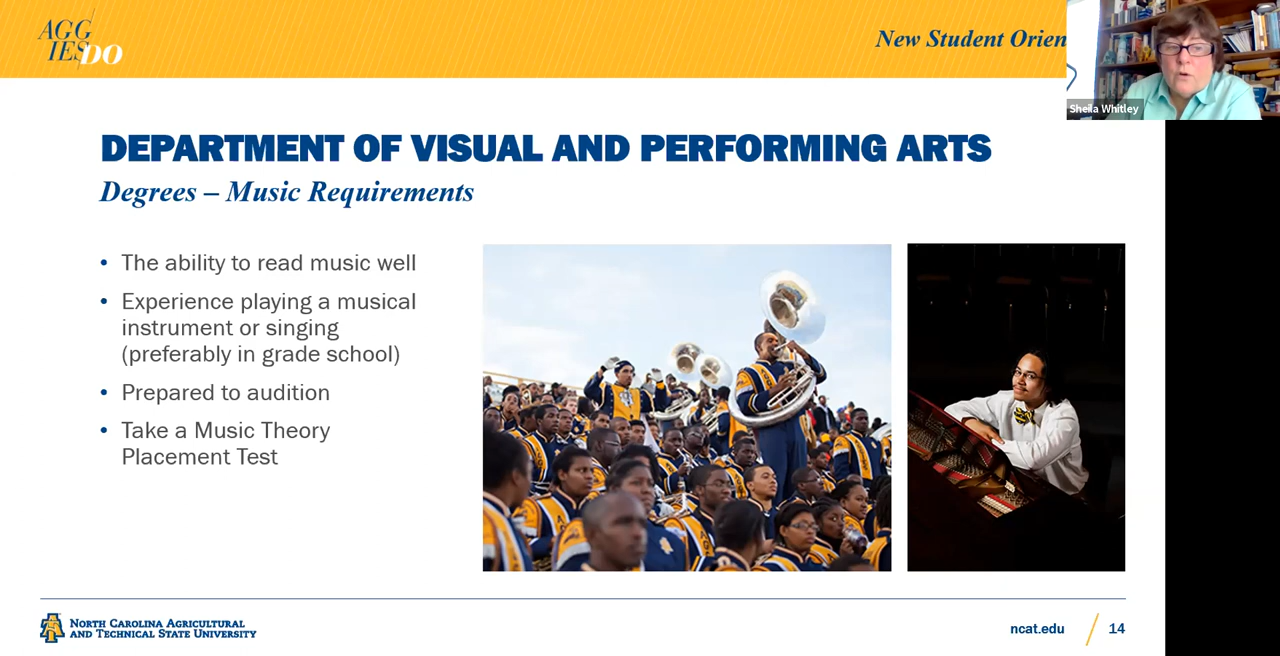 AGG
IES DO
New Student Orien
Sheila Whitley
DEPARTMENT OF VISUAL AND PERFORMING ARTS
Degrees – Music Requirements
• The ability to read music well
• Experience playing a musical
instrument or singing
(preferably in grade school)
• Prepared to audition
• Take a Music Theory
Placement Test
North Carolina Agricultural
and Technical State University
ncat.edu
14